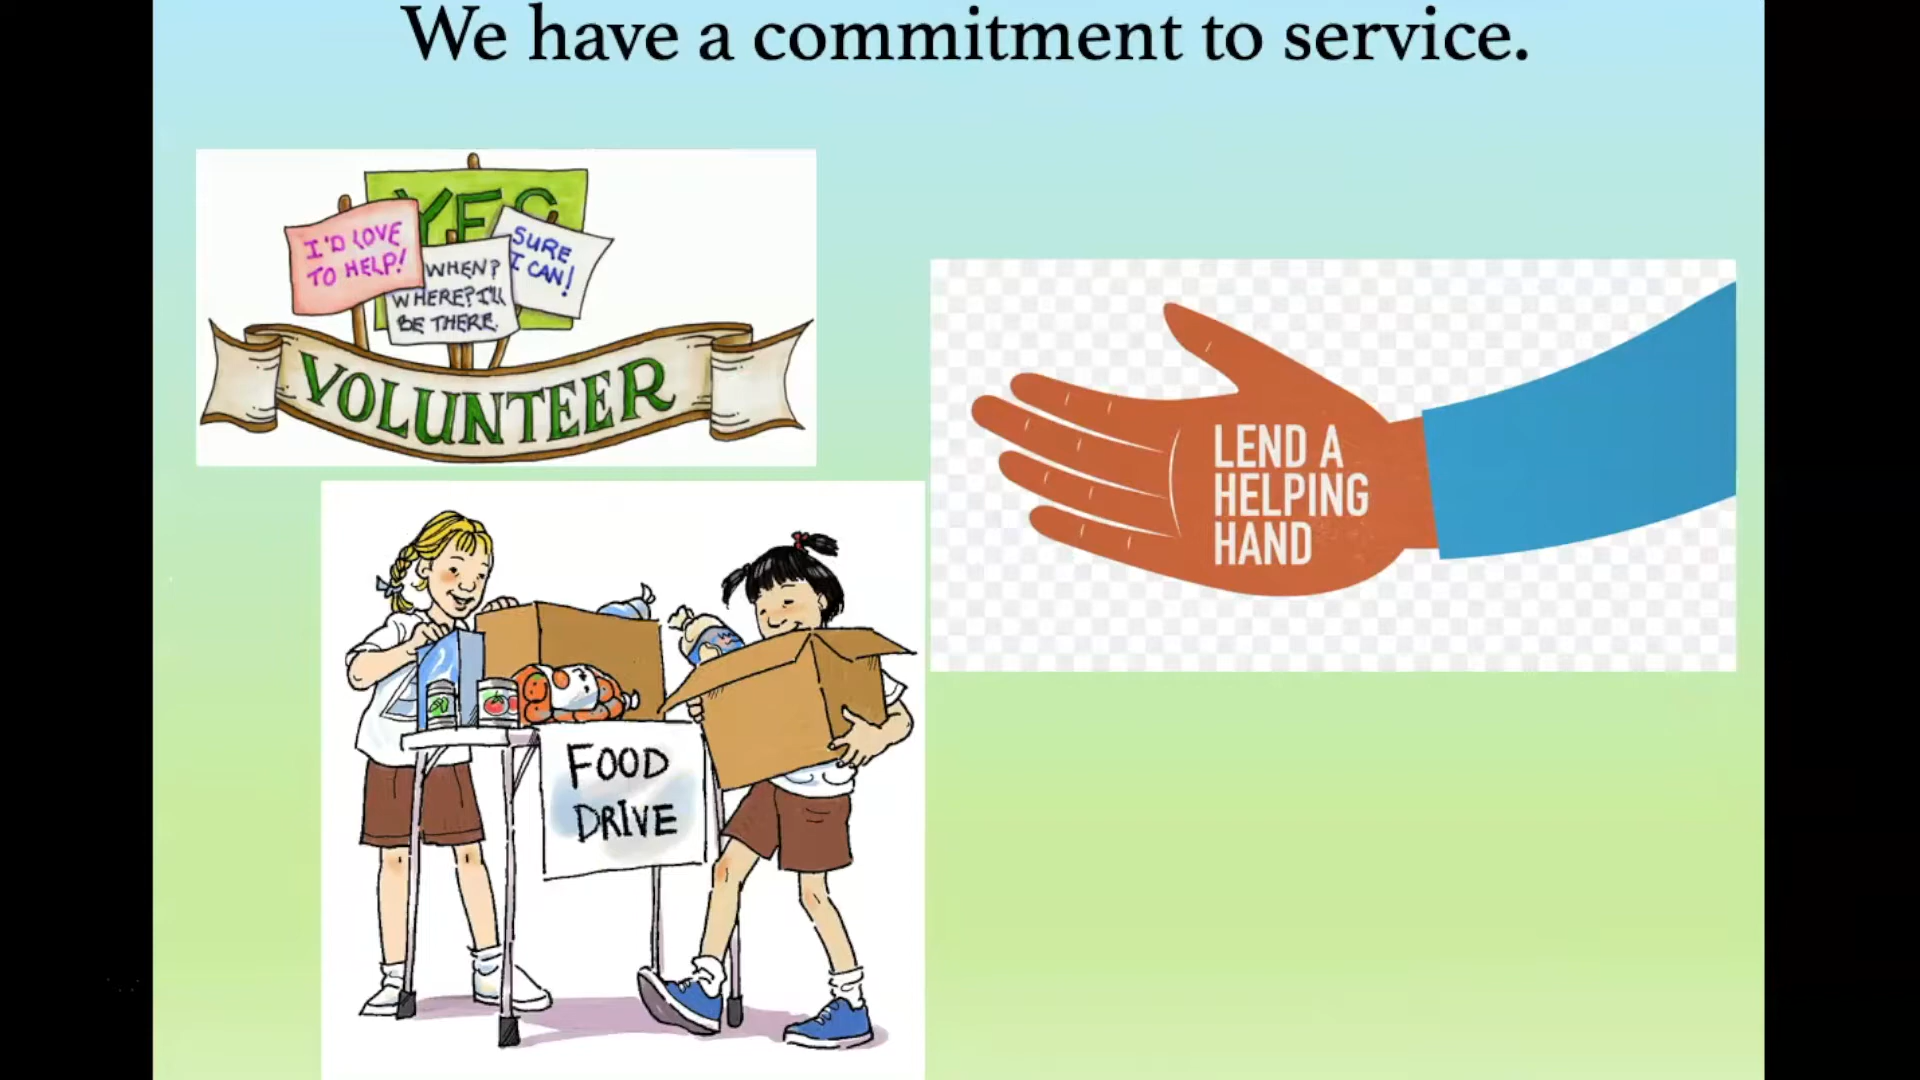 We have a commitment to service.
YES
I'D LOVE
TO HELP!
SURE
I CAN!
WHEN?
WHERE? I'LL
BE THERE.
VOLUNTEER
LEND A
HELPING
HAND
FOOD
DRIVE